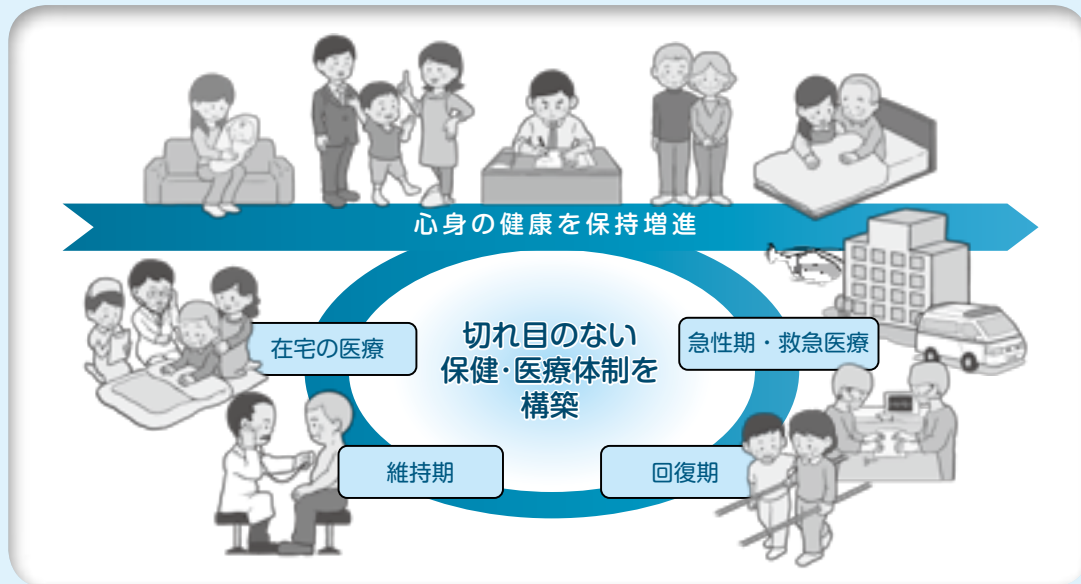 心身の健康を保持増進
切れ目のない
保健･医療体制を
構築
在宅の医療
急性期・救急医療
維持期
回復期